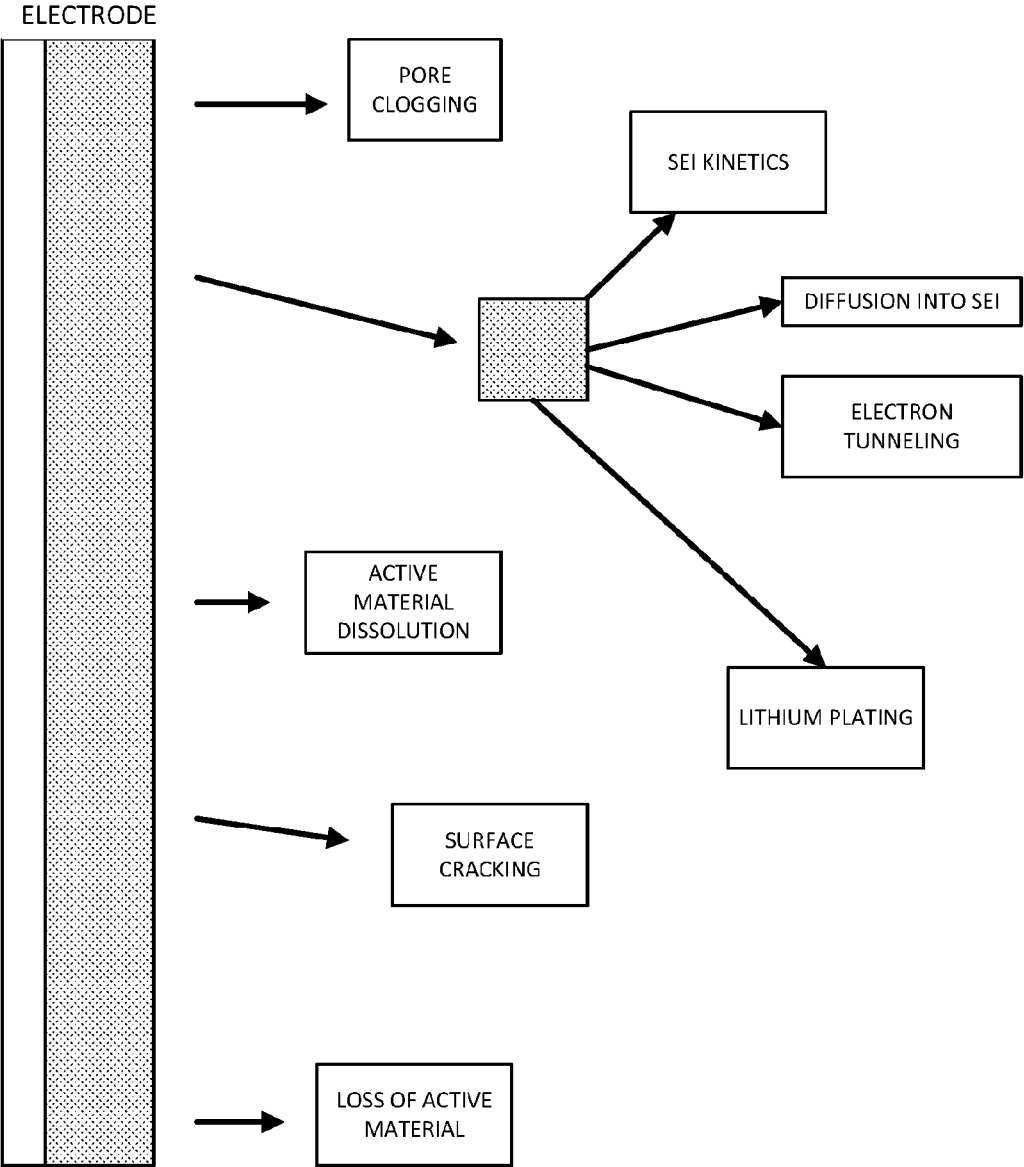 ELECTRODE
PORE
CLOGGING
SEI KINETICS
DIFFUSION INTO SEI
ELECTRON
TUNNELING
ACTIVE
MATERIAL
DISSOLUTION
LITHIUM PLATING
SURFACE
CRACKING
LOSS OF ACTIVE
MATERIAL